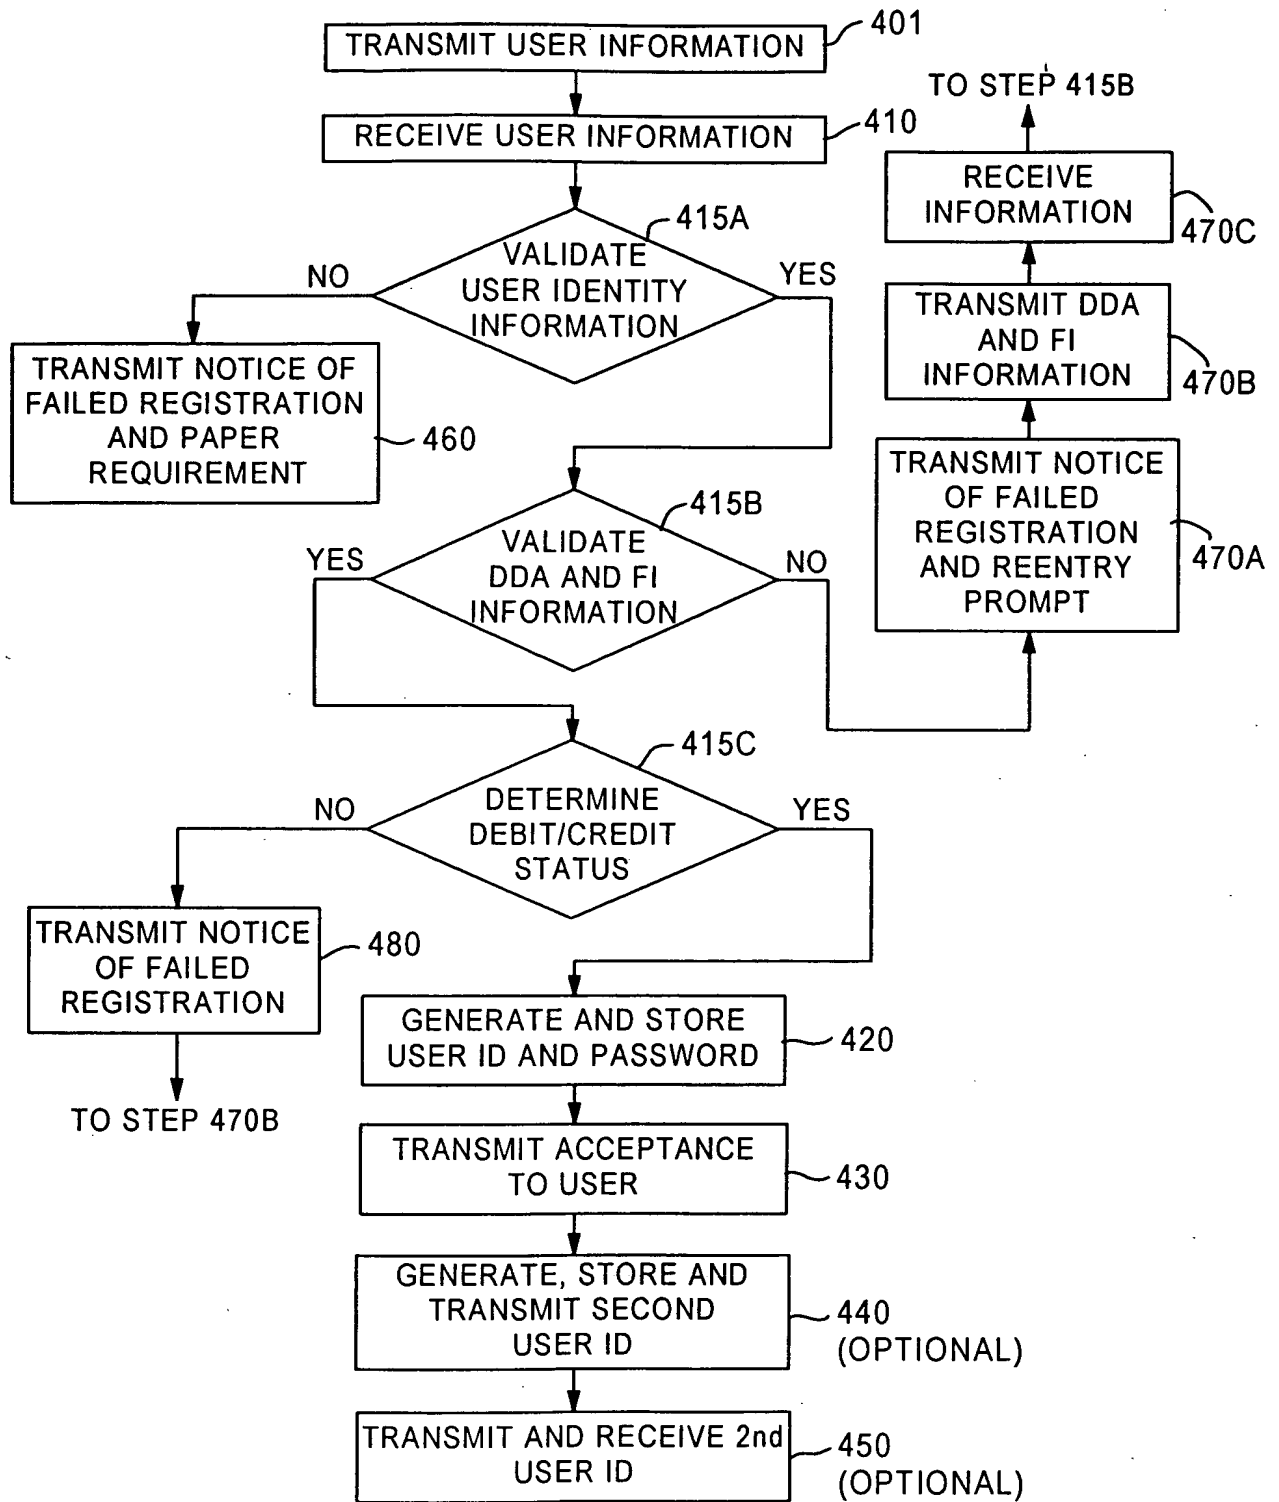 TRANSMIT USER INFORMATION
401
RECEIVE USER INFORMATION
410
415A
VALIDATE
USER IDENTITY
INFORMATION
NO
YES
TRANSMIT NOTICE OF
FAILED REGISTRATION
AND PAPER
REQUIREMENT
460
415B
VALIDATE
DDA AND FI
INFORMATION
YES
NO
TO STEP 415B
RECEIVE
INFORMATION
470C
TRANSMIT DDA
AND FI
INFORMATION
470B
TRANSMIT NOTICE
OF FAILED
REGISTRATION
AND REENTRY
PROMPT
470A
415C
DETERMINE
DEBIT/CREDIT
STATUS
NO
YES
TRANSMIT NOTICE
OF FAILED
REGISTRATION
480
TO STEP 470B
GENERATE AND STORE
USER ID AND PASSWORD
420
TRANSMIT ACCEPTANCE
TO USER
430
GENERATE, STORE AND
TRANSMIT SECOND
USER ID
440
(OPTIONAL)
TRANSMIT AND RECEIVE 2nd
USER ID
450
(OPTIONAL)